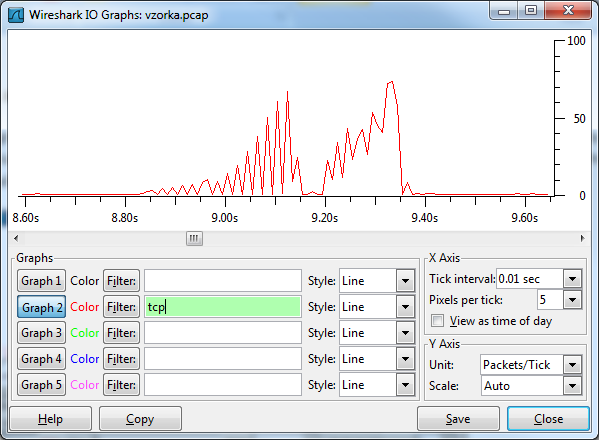 Wireshark IO Graphs: vzorka.pcap
100
50
0
8.60s 8.80s 9.00s 9.20s 9.40s 9.60s
Graphs
Graph 1 Color Filter: Style: Line
Graph 2 Color Filter: tcp Style: Line
Graph 3 Color Filter: Style: Line
Graph 4 Color Filter: Style: Line
Graph 5 Color Filter: Style: Line
X Axis
Tick interval: 0.01 sec
Pixels per tick: 5
View as time of day
Y Axis
Unit: Packets/Tick
Scale: Auto
Help Copy Save Close